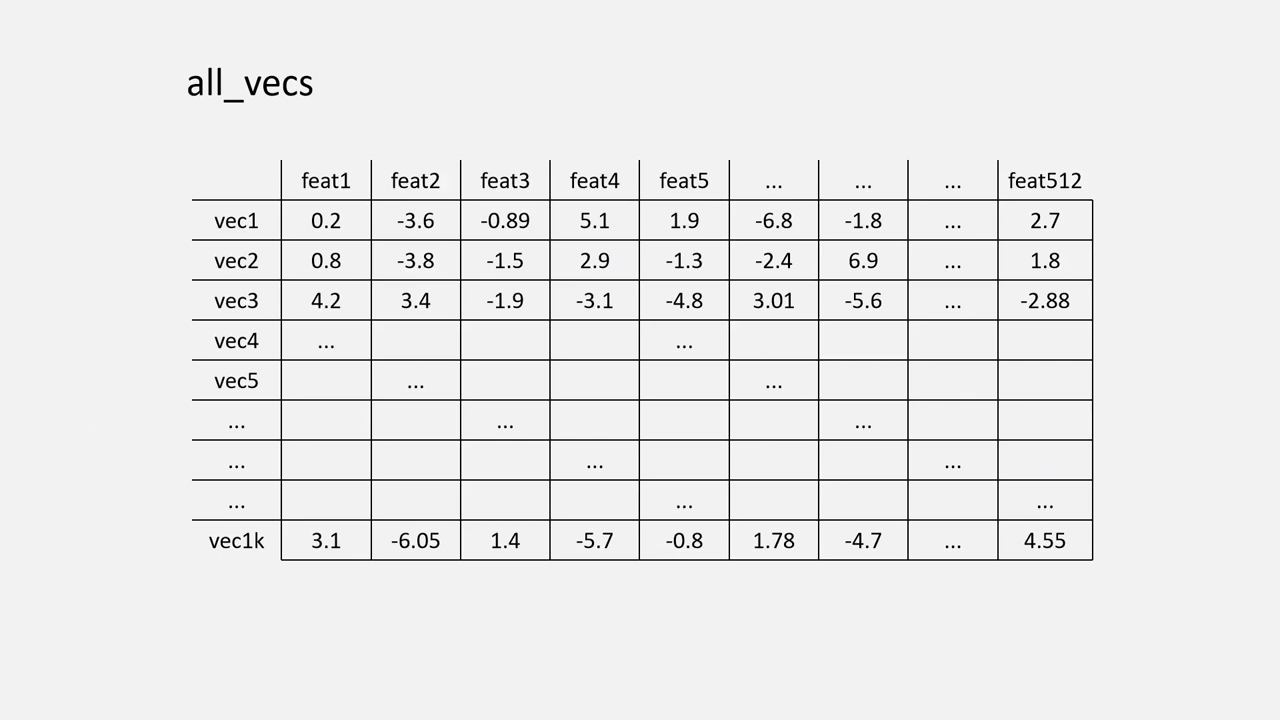 all_vecs
feat1 feat2 feat3 feat4 feat5 ... ... ... feat512
vec1 0.2 -3.6 -0.89 5.1 1.9 -6.8 -1.8 ... 2.7
vec2 0.8 -3.8 -1.5 2.9 -1.3 -2.4 6.9 ... 1.8
vec3 4.2 3.4 -1.9 -3.1 -4.8 3.01 -5.6 ... -2.88
vec4 ... ...
vec5 ... ...
... ... ...
... ... ...
... ... ...
vec1k 3.1 -6.05 1.4 -5.7 -0.8 1.78 -4.7 ... 4.55